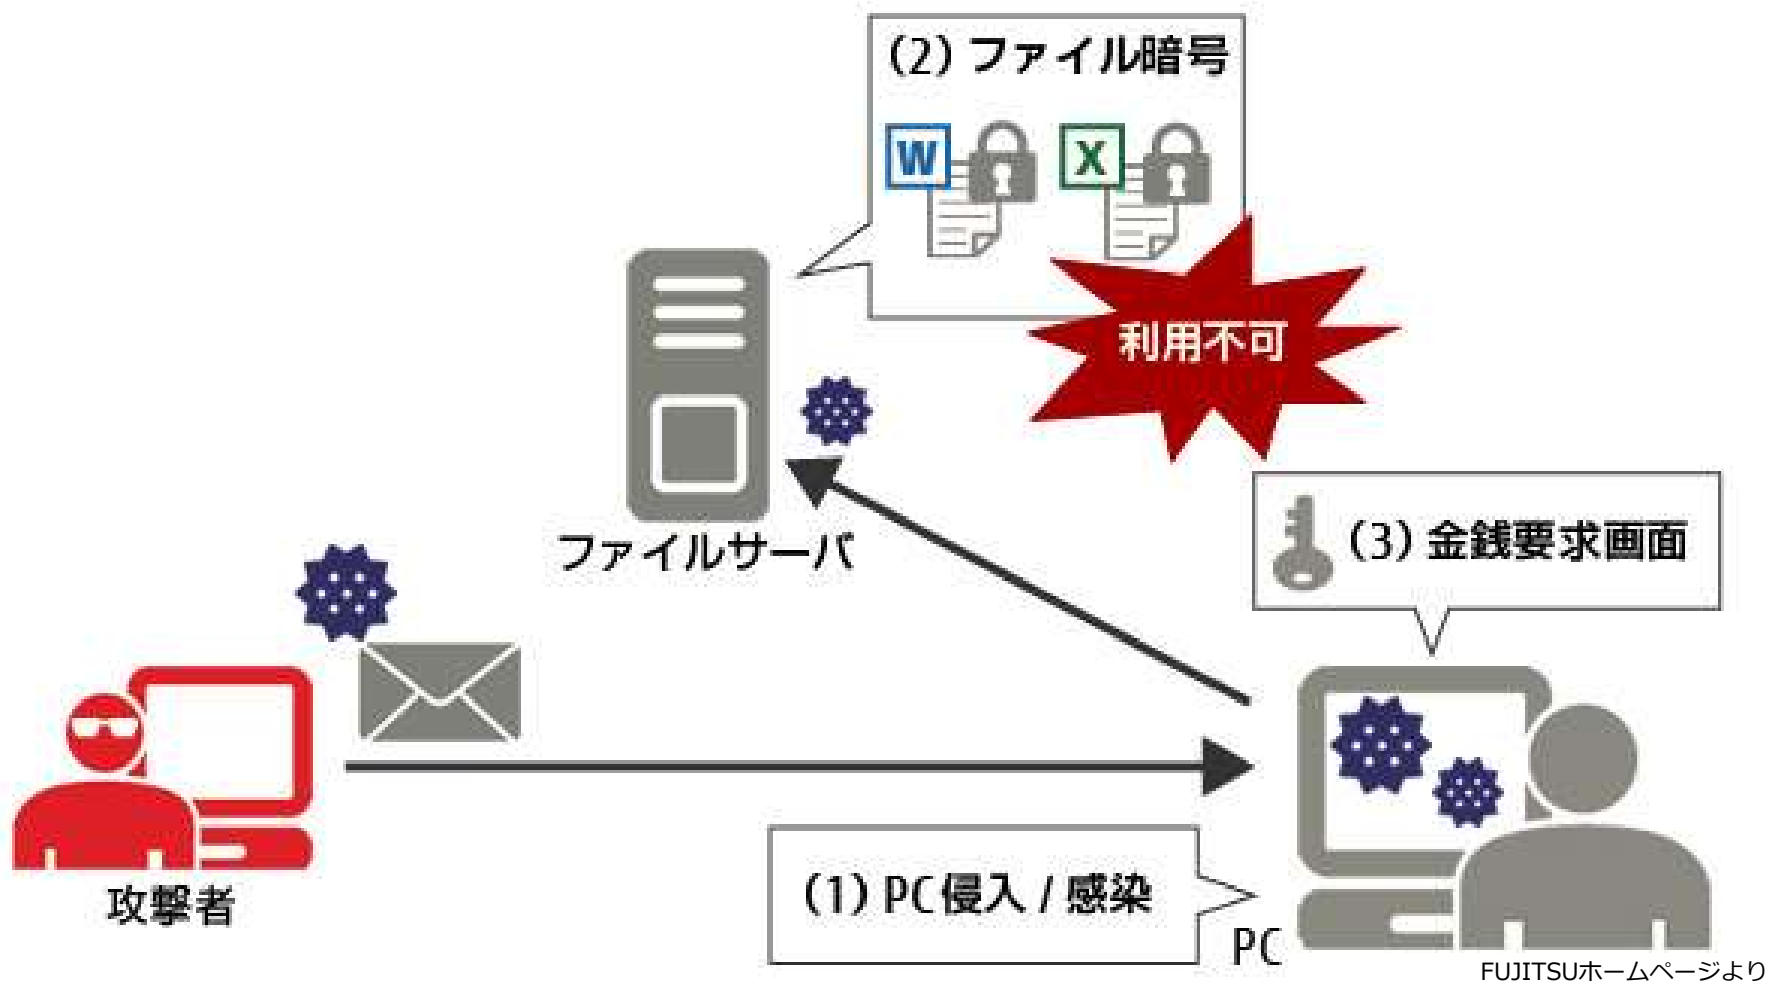 (2) ファイル暗号
W
X
利用不可
ファイルサーバ
(3) 金銭要求画面
攻撃者
(1) PC侵入 / 感染
PC
FUJITSUホームページより